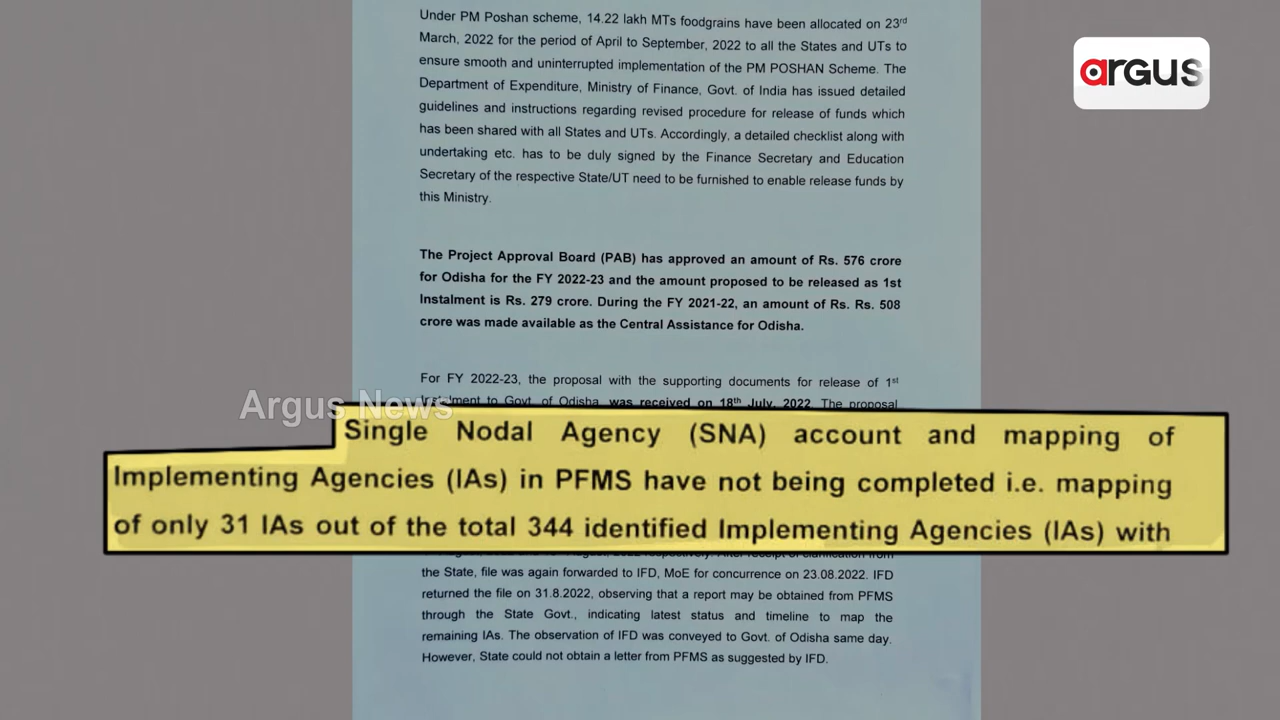 Under PM Poshan scheme, 14.22 lakh MTs foodgrains have been allocated on 23rd
March, 2022 for the period of April to September, 2022 to all the States and UTs to
ensure smooth and uninterrupted implementation of the PM POSHAN Scheme. The
Department of Expenditure, Ministry of Finance, Govt. of India has issued detailed
guidelines and instructions regarding revised procedure for release of funds which
has been shared with all States and UTs. Accordingly, a detailed checklist along with
undertaking etc. has to be duly signed by the Finance Secretary and Education
Secretary of the respective State/UT need to be furnished to enable release funds by
this Ministry.
argus
The Project Approval Board (PAB) has approved an amount of Rs. 576 crore
for Odisha for the FY 2022-23 and the amount proposed to be released as 1st
Instalment is Rs. 279 crore. During the FY 2021-22, an amount of Rs. Rs. 508
crore was made available as the Central Assistance for Odisha.
For FY 2022-23, the proposal with the supporting documents for release of 1st
Instalment to Govt. of Odisha was received on 18th July, 2022. The proposal
Argus News
Single Nodal Agency (SNA) account and mapping of
Implementing Agencies (IAs) in PFMS have not being completed i.e. mapping
of only 31 IAs out of the total 344 identified Implementing Agencies (IAs) with
the State, file was again forwarded to IFD, MoE for concurrence on 23.08.2022. IFD
returned the file on 31.8.2022, observing that a report may be obtained from PFMS
through the State Govt., indicating latest status and timeline to map the
remaining IAs. The observation of IFD was conveyed to Govt. of Odisha same day.
However, State could not obtain a letter from PFMS as suggested by IFD.